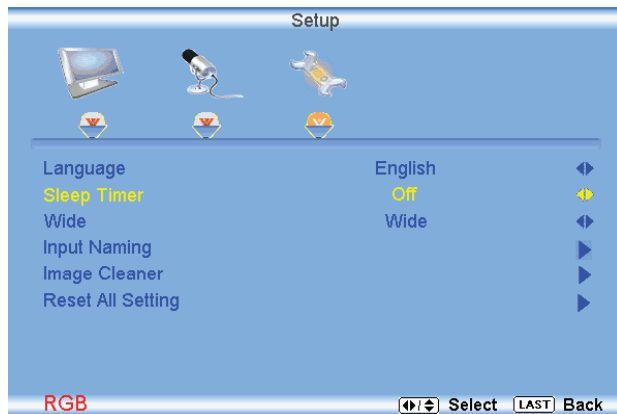 Setup
Language English
Sleep Timer Off
Wide Wide
Input Naming
Image Cleaner
Reset All Setting
RGB Select LAST Back